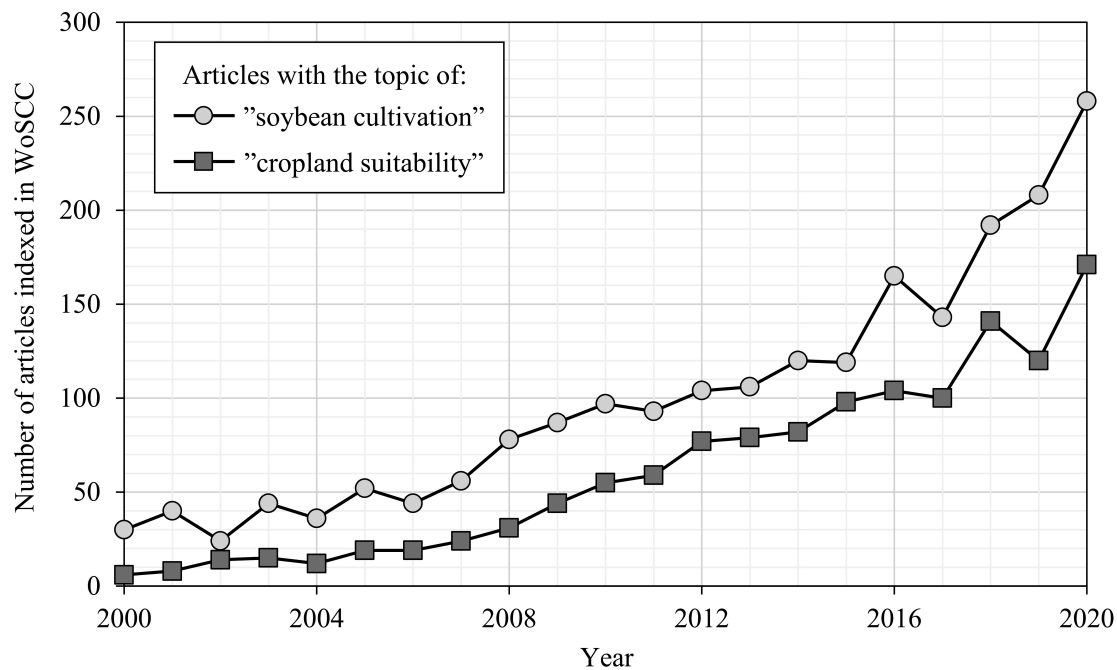 300
250
200
150
100
50
0
Number of articles indexed in WoSCC
Articles with the topic of:
”soybean cultivation”
”cropland suitability”
2000 2004 2008 2012 2016 2020
Year